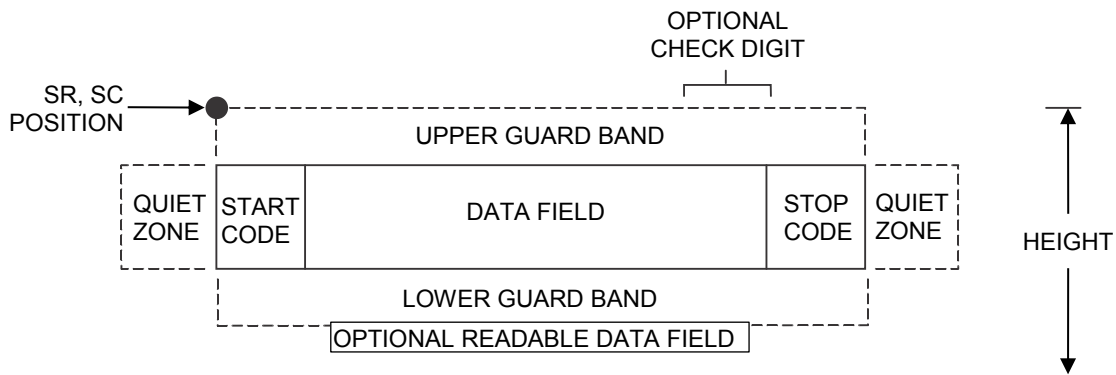 OPTIONAL
CHECK DIGIT
SR, SC
POSITION
UPPER GUARD BAND
QUIET
ZONE
START
CODE
DATA FIELD
STOP
CODE
QUIET
ZONE
HEIGHT
LOWER GUARD BAND
OPTIONAL READABLE DATA FIELD